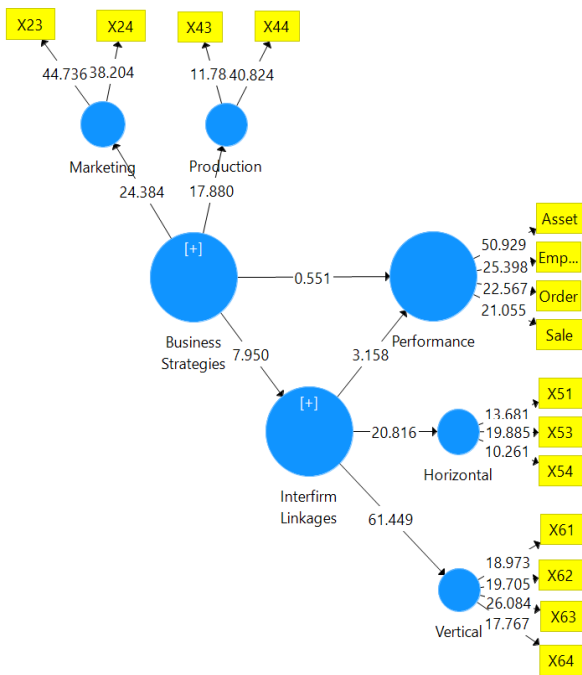 X23
X24
X43
X44
44.736
38.204
11.78
40.824
Marketing
Production
24.384
17.880
[+]
Business
Strategies
0.551
Performance
50.929
25.398
22.567
21.055
Asset
Emp...
Order
Sale
7.950
3.158
[+]
Interfirm
Linkages
20.816
Horizontal
13.681
19.885
10.261
X51
X53
X54
61.449
Vertical
18.973
19.705
26.084
17.767
X61
X62
X63
X64